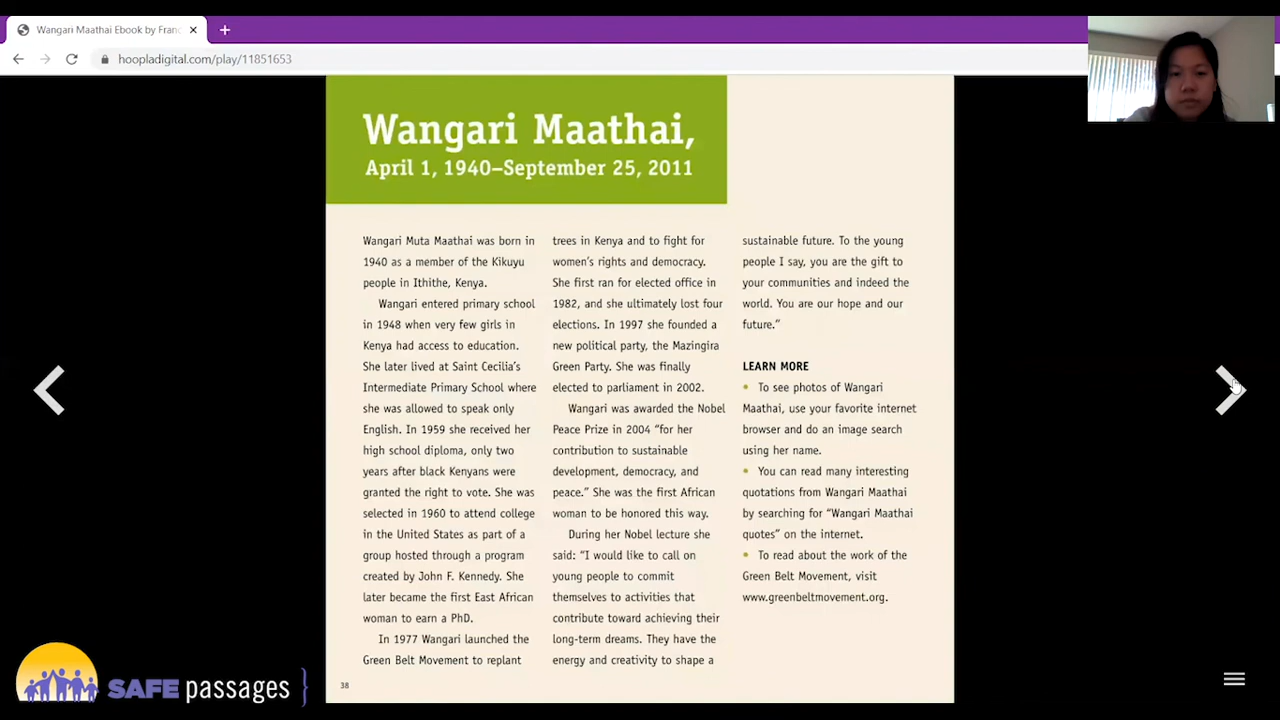 Wangari Maathai Ebook by Franc
hoopladigital.com/play/11851653
Wangari Maathai,
April 1, 1940–September 25, 2011
Wangari Muta Maathai was born in
1940 as a member of the Kikuyu
people in Ithithe, Kenya.
Wangari entered primary school
in 1948 when very few girls in
Kenya had access to education.
She later lived at Saint Cecilia's
Intermediate Primary School where
she was allowed to speak only
English. In 1959 she received her
high school diploma, only two
years after black Kenyans were
granted the right to vote. She was
selected in 1960 to attend college
in the United States as part of a
group hosted through a program
created by John F. Kennedy. She
later became the first East African
woman to earn a PhD.
In 1977 Wangari launched the
Green Belt Movement to replant
trees in Kenya and to fight for
women's rights and democracy.
She first ran for elected office in
1982, and she ultimately lost four
elections. In 1997 she founded a
new political party, the Mazingira
Green Party. She was finally
elected to parliament in 2002.
Wangari was awarded the Nobel
Peace Prize in 2004 "for her
contribution to sustainable
development, democracy, and
peace." She was the first African
woman to be honored this way.
During her Nobel lecture she
said: "I would like to call on
young people to commit
themselves to activities that
contribute toward achieving their
long-term dreams. They have the
energy and creativity to shape a
sustainable future. To the young
people I say, you are the gift to
your communities and indeed the
world. You are our hope and our
future."
LEARN MORE
• To see photos of Wangari
Maathai, use your favorite internet
browser and do an image search
using her name.
• You can read many interesting
quotations from Wangari Maathai
by searching for "Wangari Maathai
quotes" on the internet.
• To read about the work of the
Green Belt Movement, visit
www.greenbeltmovement.org.
38
SAFE passages